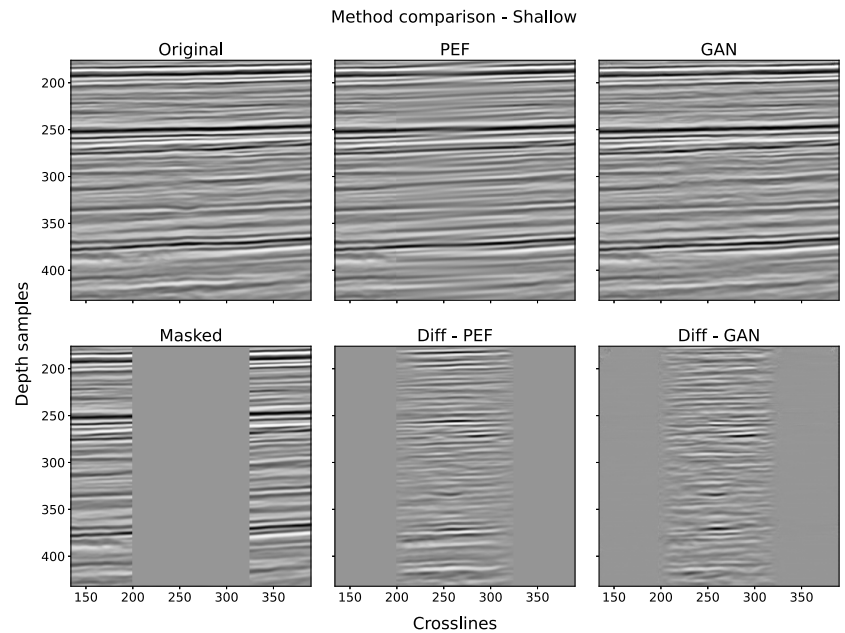 Method comparison - Shallow
Original
PEF
GAN
200
250
300
350
400
Masked
Diff - PEF
Diff - GAN
Depth samples
200
250
300
350
400
150 200 250 300 350
150 200 250 300 350
150 200 250 300 350
Crosslines